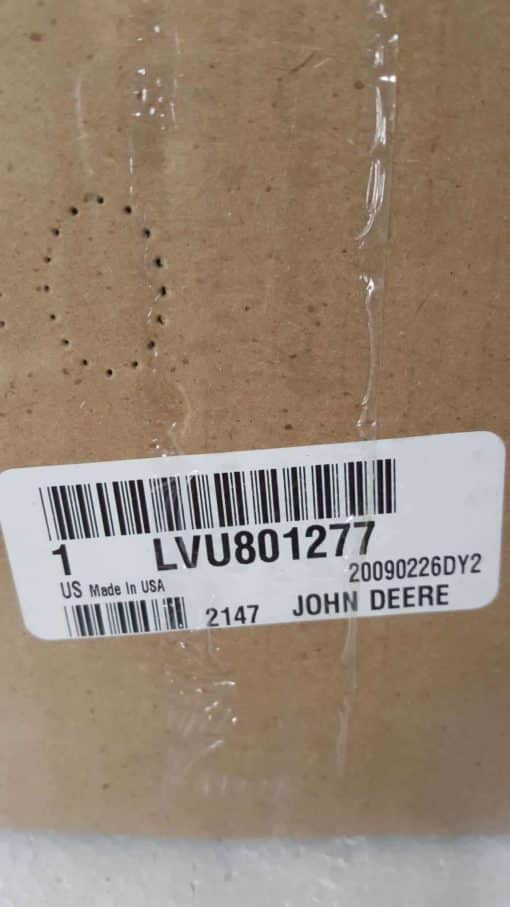 1 LVU801277
20090226DY2
US Made In USA
2147 JOHN DEERE